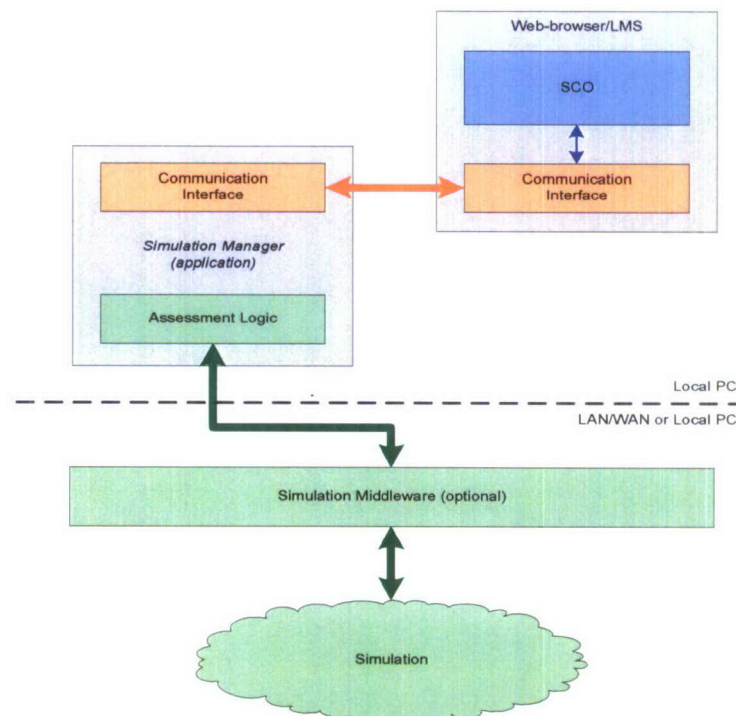 Web-browser/LMS
SCO
Communication
Interface
Communication
Interface
Simulation Manager
(application)
Assessment Logic
Local PC
LAN/WAN or Local PC
Simulation Middleware (optional)
Simulation